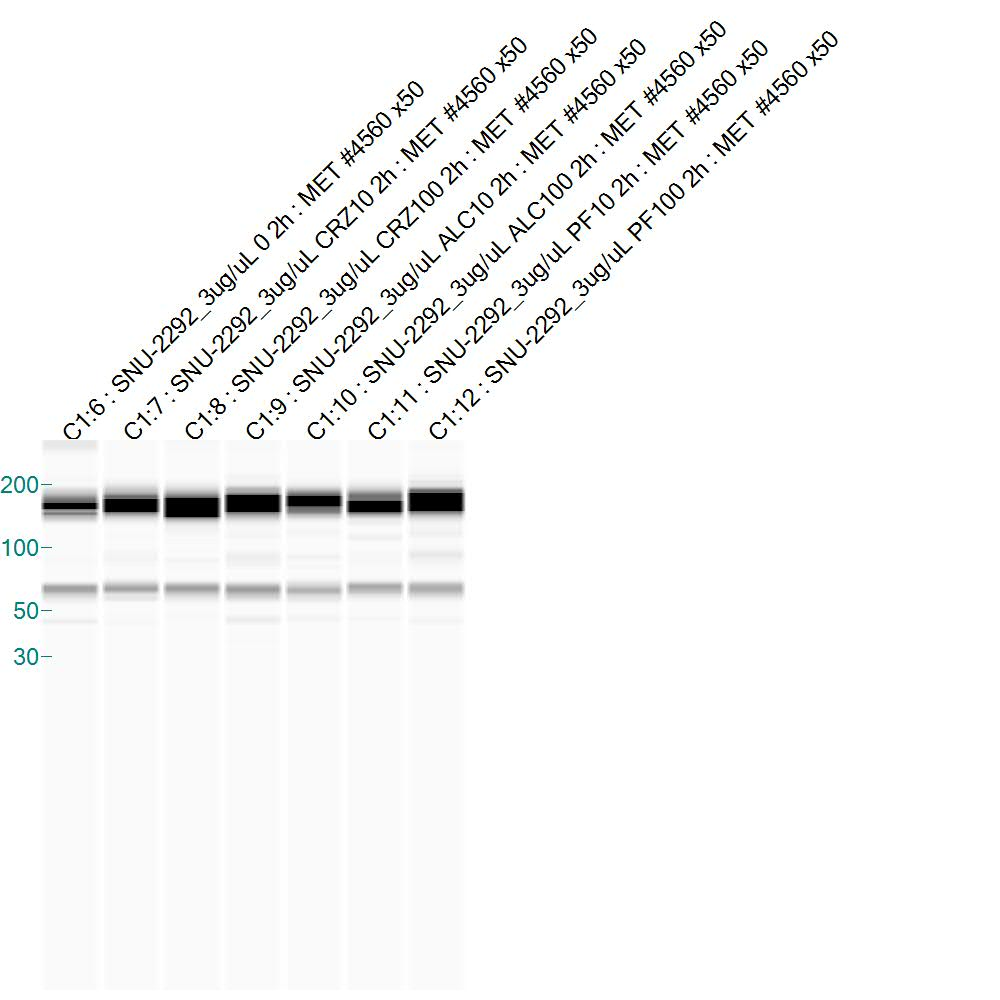 C1:6 : SNU-2292_3ug/uL 0 2h : MET #4560 x50
C1:7 : SNU-2292_3ug/uL CRZ10 2h : MET #4560 x50
C1:8 : SNU-2292_3ug/uL CRZ100 2h : MET #4560 x50
C1:9 : SNU-2292_3ug/uL ALC10 2h : MET #4560 x50
C1:10 : SNU-2292_3ug/uL ALC100 2h : MET #4560 x50
C1:11 : SNU-2292_3ug/uL PF10 2h : MET #4560 x50
C1:12 : SNU-2292_3ug/uL PF100 2h : MET #4560 x50
200
100
50
30